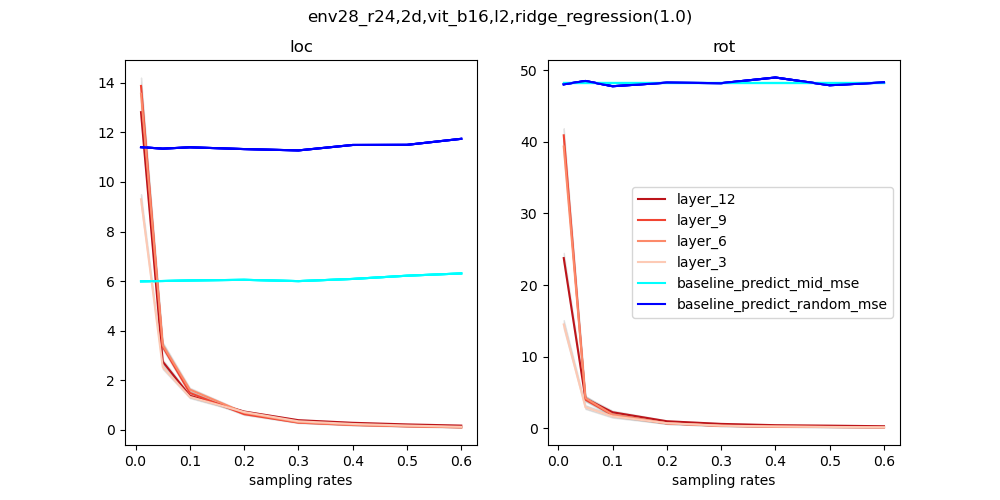 env28_r24,2d,vit_b16,l2,ridge_regression(1.0)
loc
14
12
10
8
6
4
2
0
0.0 0.1 0.2 0.3 0.4 0.5 0.6
sampling rates
rot
50
40
30
20
10
0
layer_12
layer_9
layer_6
layer_3
baseline_predict_mid_mse
baseline_predict_random_mse
0.0 0.1 0.2 0.3 0.4 0.5 0.6
sampling rates